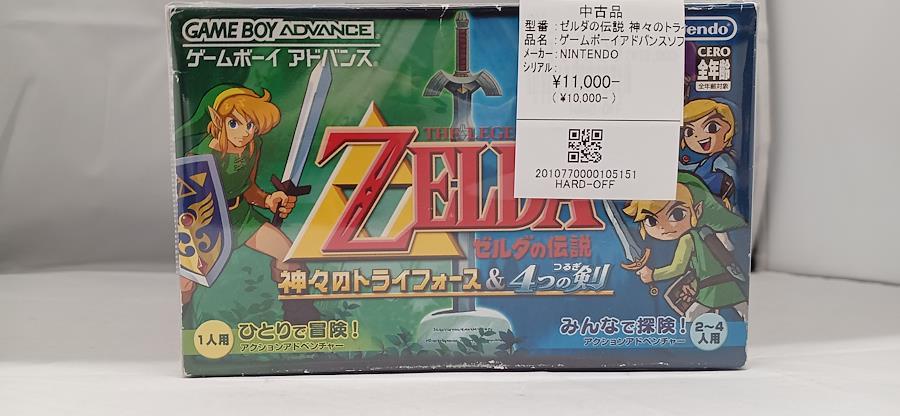 GAME BOY ADVANCE
ゲームボーイ アドバンス
中古品
型番 :ゼルダの伝説 神々のトライ
品名 :ゲームボーイアドバンスソフ
メーカー:NINTENDO
シリアル:
¥11,000-
( ¥10,000- )
2010770000105151
HARD-OFF
CERO
全年齢
全年齢対象
THE LEGE
ZELDA
ゼルダの伝説
神々のトライフォース&4つの剣
つるぎ
1人用
ひとりで冒険!
アクションアドベンチャー
みんなで探険!
アクションアドベンチャー
2~4
人用